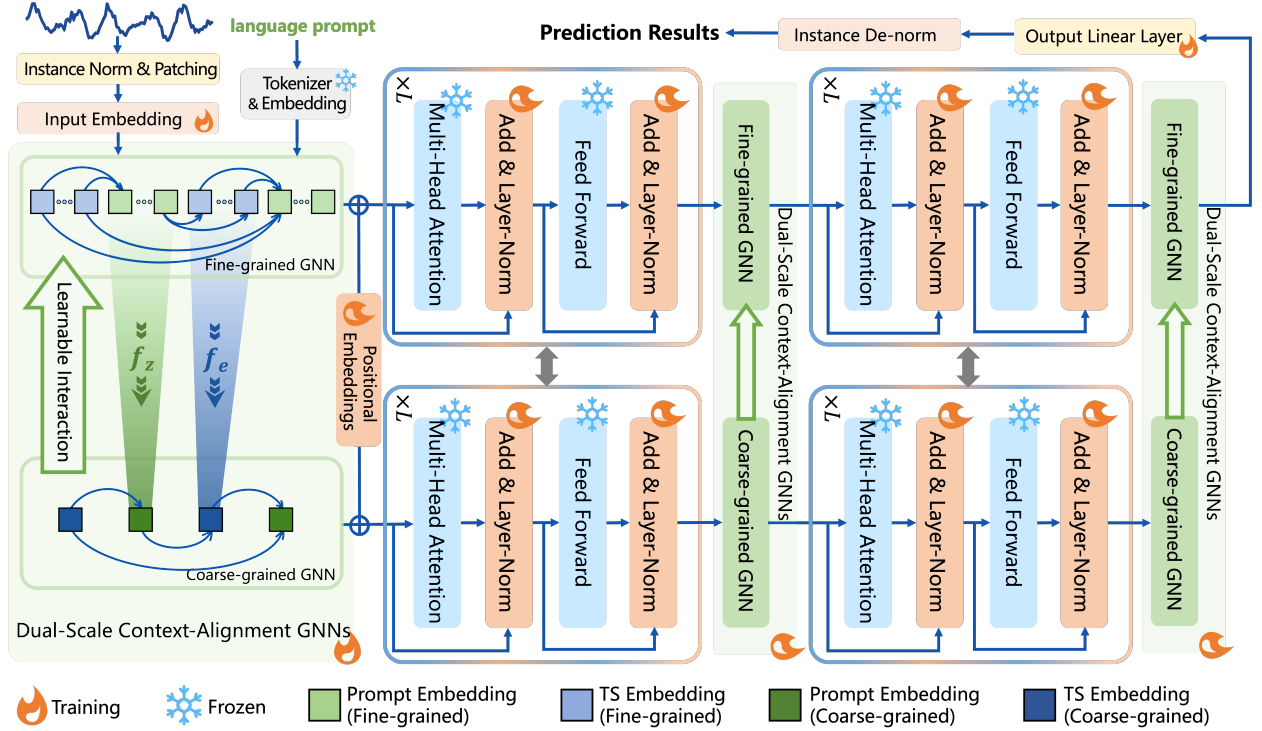 language prompt
Instance Norm & Patching
Input Embedding
Tokenizer
& Embedding
Prediction Results
Instance De-norm
Output Linear Layer
Fine-grained GNN
Learnable Interaction
f_z
f_e
Coarse-grained GNN
Dual-Scale Context-Alignment GNNs
Positional
Embeddings
×L
Multi-Head Attention
Add & Layer-Norm
Feed Forward
Add & Layer-Norm
Fine-grained GNN
Dual-Scale Context-Alignment GNNs
×L
Multi-Head Attention
Add & Layer-Norm
Feed Forward
Add & Layer-Norm
Fine-grained GNN
Dual-Scale Context-Alignment GNNs
×L
Multi-Head Attention
Add & Layer-Norm
Feed Forward
Add & Layer-Norm
Coarse-grained GNN
×L
Multi-Head Attention
Add & Layer-Norm
Feed Forward
Add & Layer-Norm
Coarse-grained GNN
Training
Frozen
Prompt Embedding
(Fine-grained)
TS Embedding
(Fine-grained)
Prompt Embedding
(Coarse-grained)
TS Embedding
(Coarse-grained)